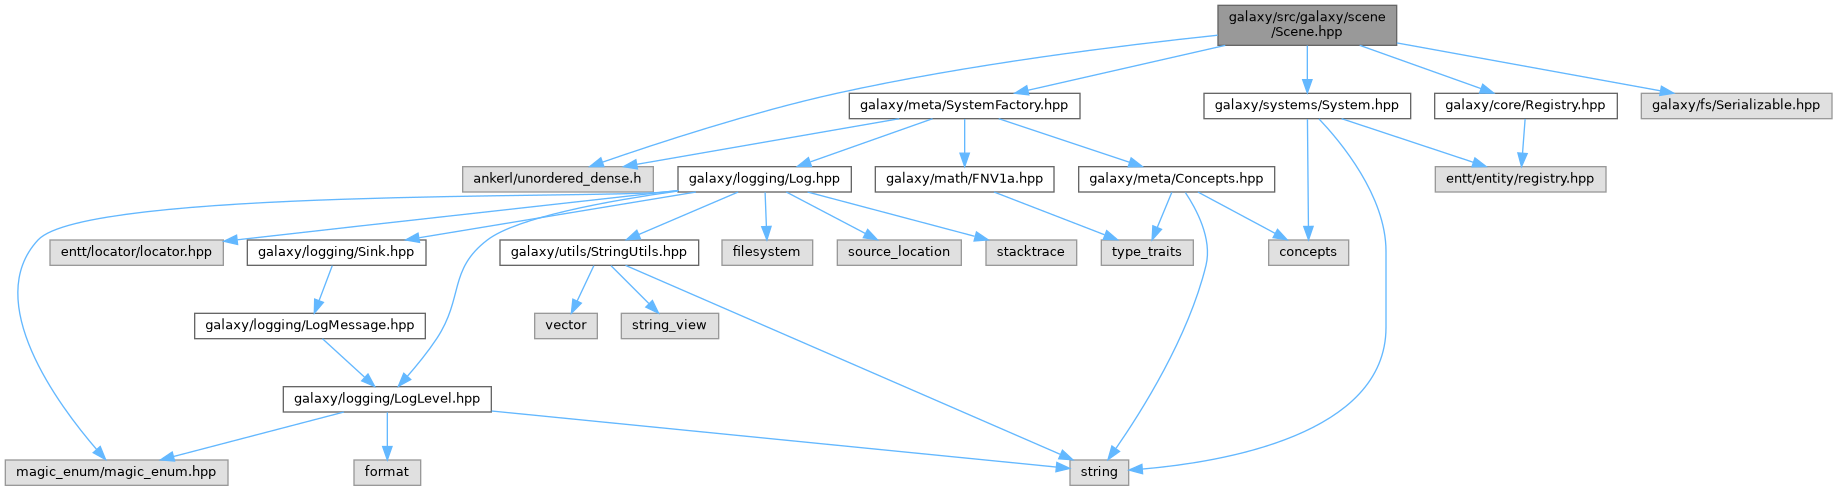 galaxy/src/galaxy/scene
/Scene.hpp
galaxy/meta/SystemFactory.hpp
galaxy/systems/System.hpp
galaxy/core/Registry.hpp
galaxy/fs/Serializable.hpp
ankerl/unordered_dense.h
galaxy/logging/Log.hpp
galaxy/math/FNV1a.hpp
galaxy/meta/Concepts.hpp
entt/entity/registry.hpp
entt/locator/locator.hpp
galaxy/logging/Sink.hpp
galaxy/utils/StringUtils.hpp
filesystem
source_location
stacktrace
type_traits
concepts
galaxy/logging/LogMessage.hpp
vector
string_view
galaxy/logging/LogLevel.hpp
magic_enum/magic_enum.hpp
format
string